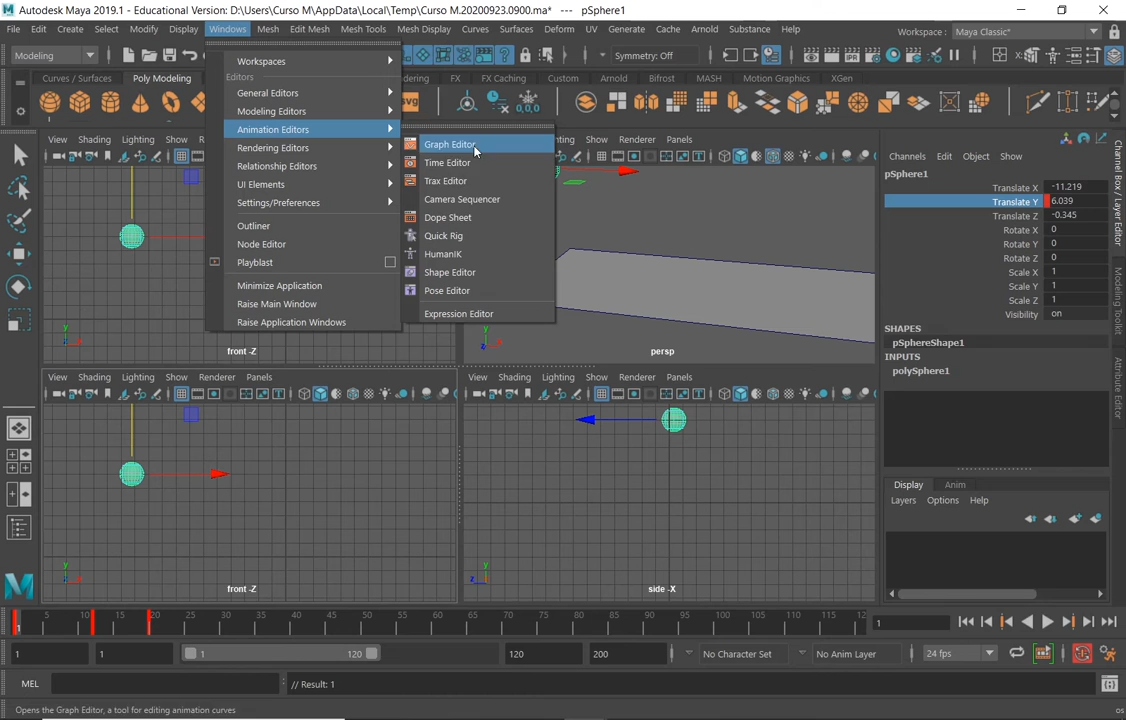 Autodesk Maya 2019.1 - Educational Version: D:\Users\Curso M\AppData\Local\Temp\Curso M.20200923.0900.ma* --- pSphere1
File Edit Create Select Modify Display Windows Mesh Edit Mesh Mesh Tools Mesh Display Curves Surfaces Deform UV Generate Cache Arnold Substance Help
Workspace : Maya Classic*
Modeling
Symmetry: Off
Curves / Surfaces Poly Modeling FX FX Caching Custom Arnold Bifrost MASH Motion Graphics XGen
svg
Workspaces
Editors
General Editors
Modeling Editors
Animation Editors
Rendering Editors
Relationship Editors
UI Elements
Settings/Preferences
Outliner
Node Editor
Playblast
Minimize Application
Raise Main Window
Raise Application Windows
Graph Editor
Time Editor
Trax Editor
Camera Sequencer
Dope Sheet
Quick Rig
HumanIK
Shape Editor
Pose Editor
Expression Editor
View Shading
Show Renderer Panels
front -Z
persp
View Shading Lighting Show Renderer Panels
View Shading Lighting Show Renderer Panels
front -Z
side -X
Channels Edit Object Show
pSphere1
Translate X -11.219
Translate Y 6.039
Translate Z -0.345
Rotate X 0
Rotate Y 0
Rotate Z 0
Scale X 1
Scale Y 1
Scale Z 1
Visibility on
SHAPES
pSphereShape1
INPUTS
polySphere1
Channel Box / Layer Editor
Modeling Toolkit
Attribute Editor
Display Anim
Layers Options Help
1 5 10 15 20 25 30 35 40 45 50 55 60 65 70 75 80 85 90 95 100 105 110 115 12
1
1 1 1 120 120 200 No Character Set No Anim Layer 24 fps
MEL // Result: 1
Opens the Graph Editor, a tool for editing animation curves